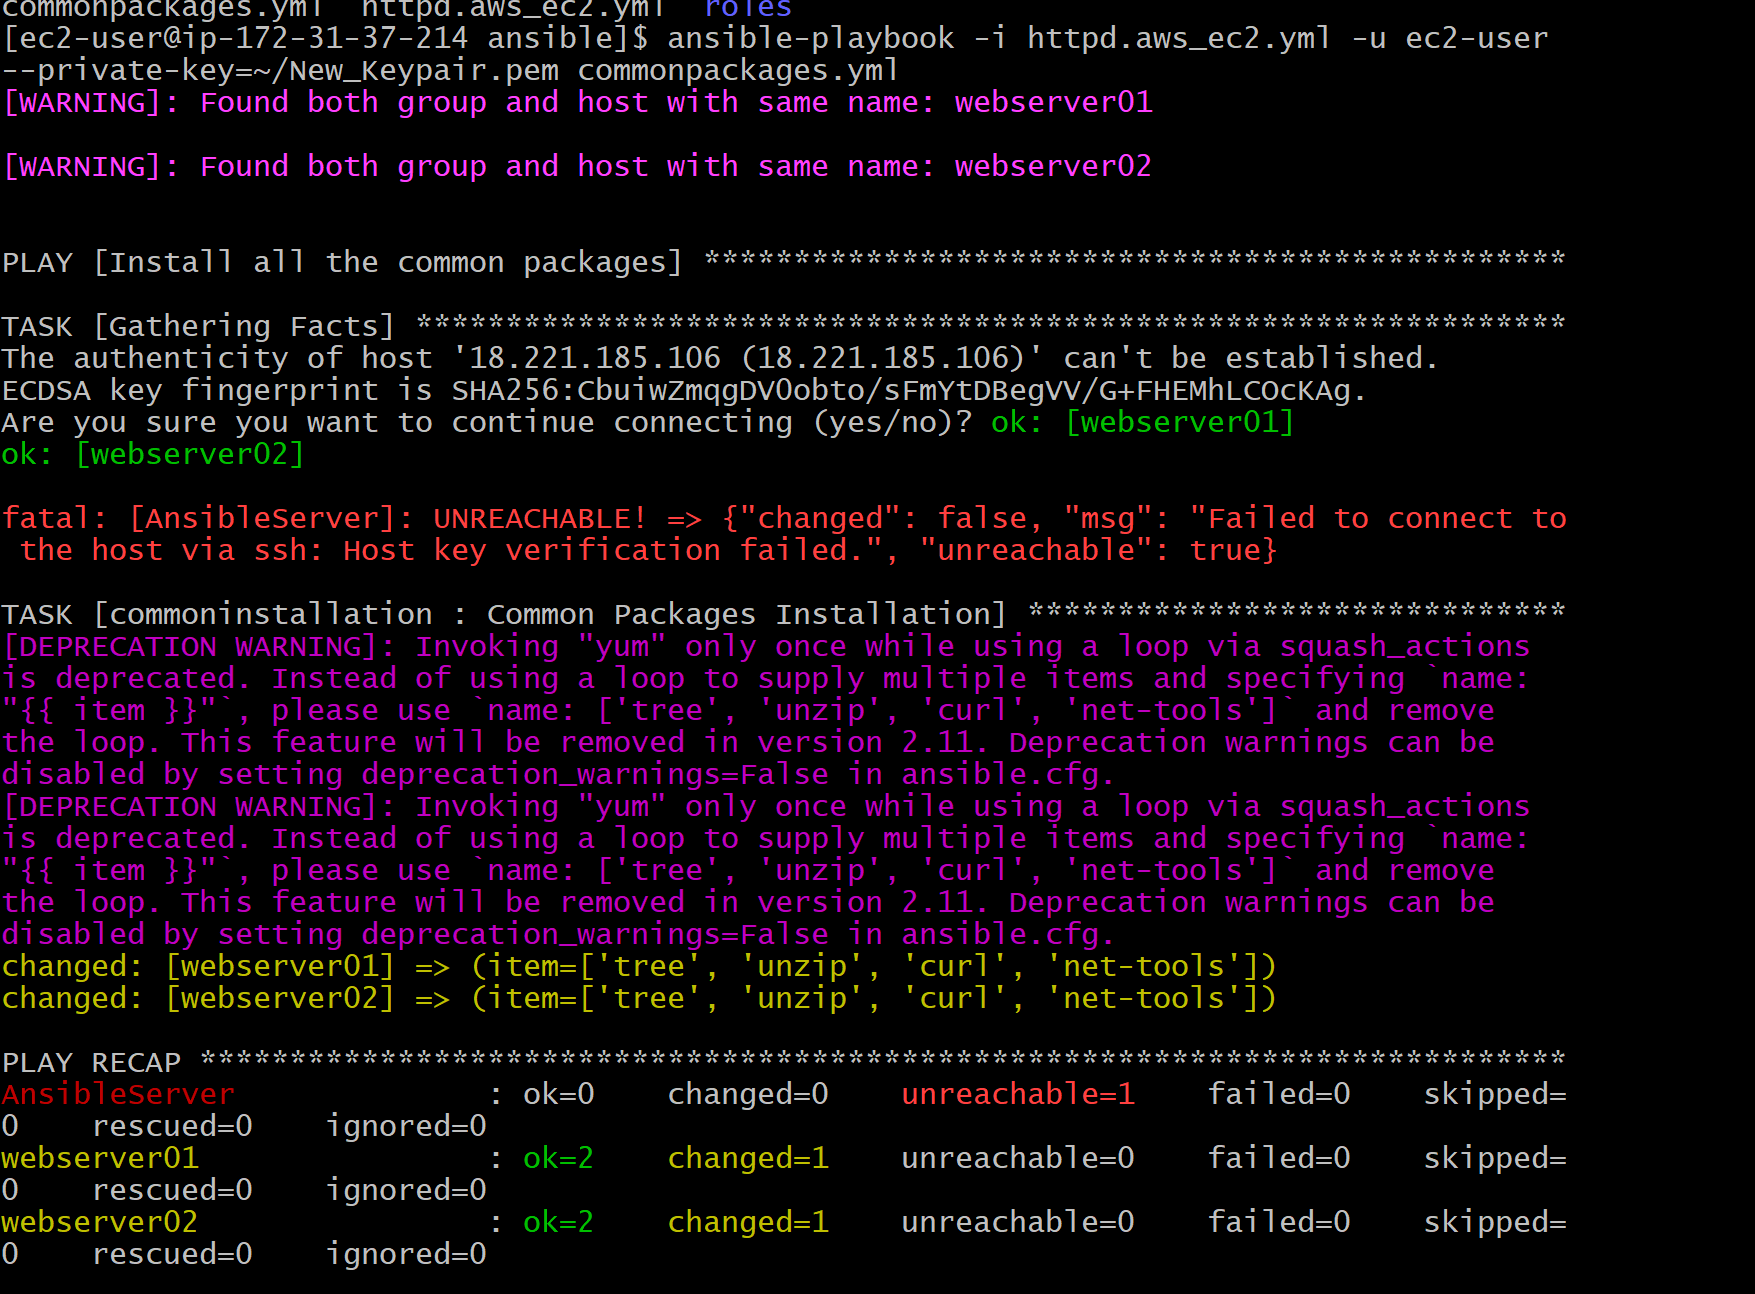 commonpackages.yml  httpd.aws_ec2.yml  roles
[ec2-user@ip-172-31-37-214 ansible]$ ansible-playbook -i httpd.aws_ec2.yml -u ec2-user
--private-key=~/New_Keypair.pem commonpackages.yml
[WARNING]: Found both group and host with same name: webserver01
[WARNING]: Found both group and host with same name: webserver02
PLAY [Install all the common packages] ************************************************
TASK [Gathering Facts] ****************************************************************
The authenticity of host '18.221.185.106 (18.221.185.106)' can't be established.
ECDSA key fingerprint is SHA256:CbuiwZmqgDV0obto/sFmYtDBegVV/G+FHEMhLCOcKAg.
Are you sure you want to continue connecting (yes/no)? ok: [webserver01]
ok: [webserver02]
fatal: [AnsibleServer]: UNREACHABLE! => {"changed": false, "msg": "Failed to connect to
 the host via ssh: Host key verification failed.", "unreachable": true}
TASK [commoninstallation : Common Packages Installation] ******************************
[DEPRECATION WARNING]: Invoking "yum" only once while using a loop via squash_actions
is deprecated. Instead of using a loop to supply multiple items and specifying `name:
"{{ item }}"`, please use `name: ['tree', 'unzip', 'curl', 'net-tools']` and remove
the loop. This feature will be removed in version 2.11. Deprecation warnings can be
disabled by setting deprecation_warnings=False in ansible.cfg.
[DEPRECATION WARNING]: Invoking "yum" only once while using a loop via squash_actions
is deprecated. Instead of using a loop to supply multiple items and specifying `name:
"{{ item }}"`, please use `name: ['tree', 'unzip', 'curl', 'net-tools']` and remove
the loop. This feature will be removed in version 2.11. Deprecation warnings can be
disabled by setting deprecation_warnings=False in ansible.cfg.
changed: [webserver01] => (item=['tree', 'unzip', 'curl', 'net-tools'])
changed: [webserver02] => (item=['tree', 'unzip', 'curl', 'net-tools'])
PLAY RECAP ****************************************************************************
AnsibleServer              : ok=0    changed=0    unreachable=1    failed=0    skipped=
0    rescued=0    ignored=0
webserver01                : ok=2    changed=1    unreachable=0    failed=0    skipped=
0    rescued=0    ignored=0
webserver02                : ok=2    changed=1    unreachable=0    failed=0    skipped=
0    rescued=0    ignored=0